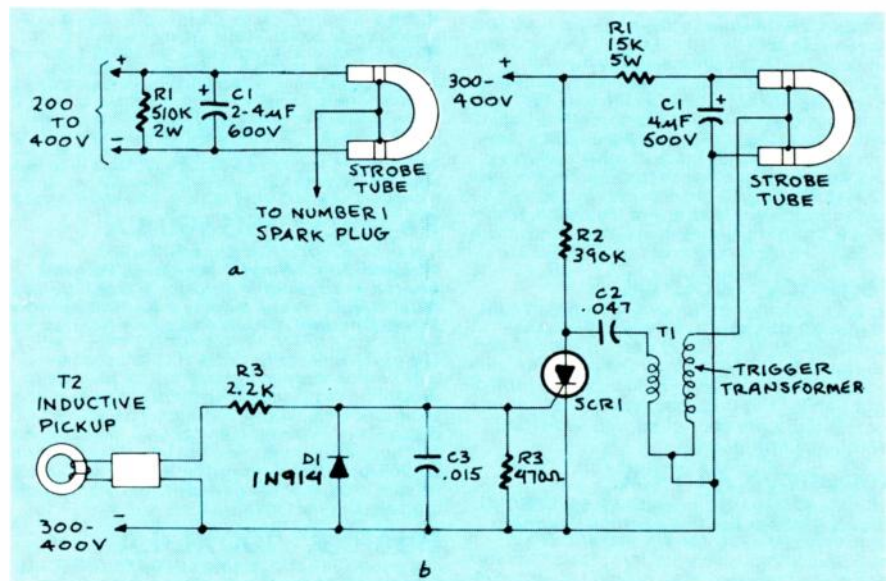 +
200
TO
400V
-
R1
510K
2W
+
C1
2-4µF
600V
STROBE
TUBE
TO NUMBER 1
SPARK PLUG
a
300-
400V
+
R1
15K
5W
+
C1
4µF
500V
STROBE
TUBE
R2
390K
C2
.047
T1
TRIGGER
TRANSFORMER
SCR1
T2
INDUCTIVE
PICKUP
R3
2.2K
D1
1N914
C3
.015
R3
470Ω
300-
400V
-
b